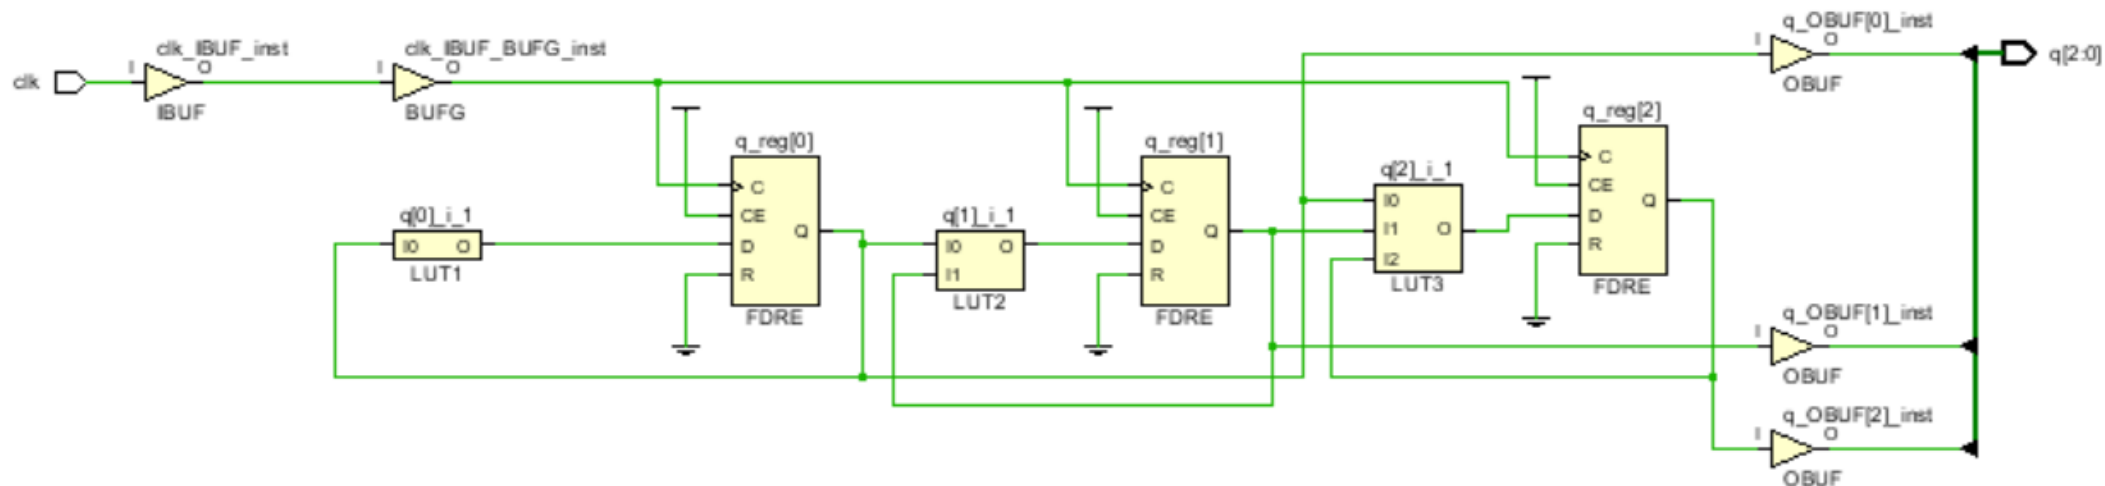 clk
clk_IBUF_inst
I
O
IBUF
clk_IBUF_BUFG_inst
I
O
BUFG
q[0]_i_1
I0
O
LUT1
q_reg[0]
C
CE
D
R
Q
FDRE
q[1]_i_1
I0
I1
O
LUT2
q_reg[1]
C
CE
D
R
Q
FDRE
q[2]_i_1
I0
I1
I2
O
LUT3
q_reg[2]
C
CE
D
R
Q
FDRE
q_OBUF[0]_inst
I
O
OBUF
q_OBUF[1]_inst
I
O
OBUF
q_OBUF[2]_inst
I
O
OBUF
q[2:0]